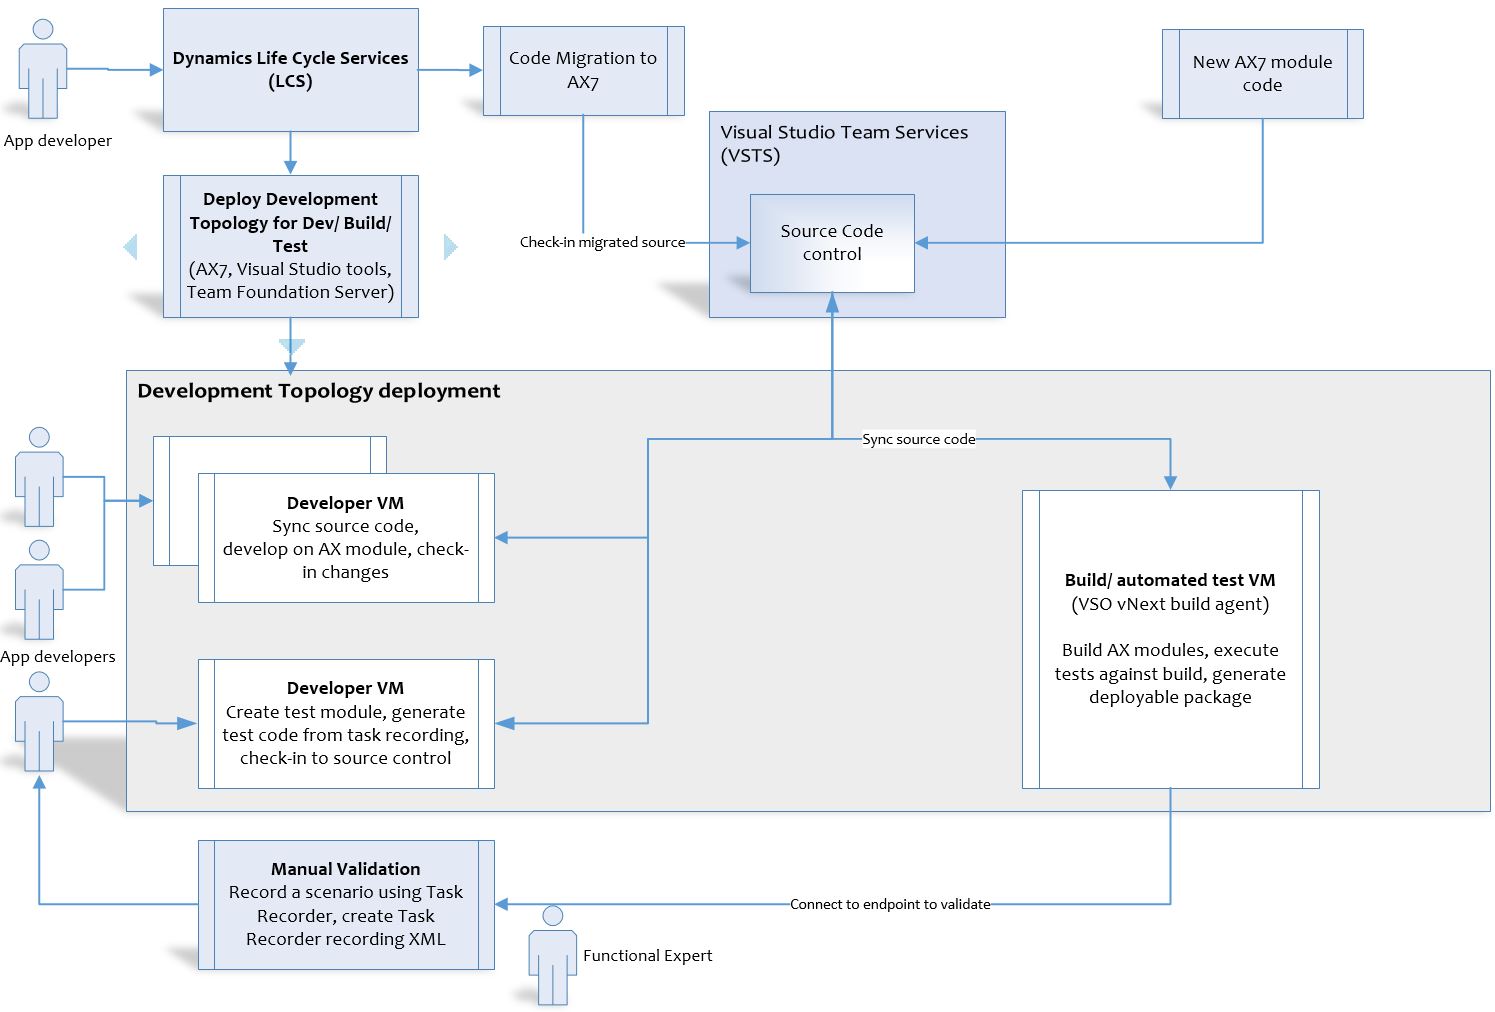 Dynamics Life Cycle Services
(LCS)
Code Migration to
AX7
New AX7 module
code
App developer
Visual Studio Team Services
(VSTS)
Deploy Development
Topology for Dev/ Build/
Test
(AX7, Visual Studio tools,
Team Foundation Server)
Check-in migrated source
Source Code
control
Development Topology deployment
Sync source code
Developer VM
Sync source code,
develop on AX module, check-
in changes
Build/ automated test VM
(VSO vNext build agent)
Build AX modules, execute
tests against build, generate
deployable package
App developers
Developer VM
Create test module, generate
test code from task recording,
check-in to source control
Manual Validation
Record a scenario using Task
Recorder, create Task
Recorder recording XML
Connect to endpoint to validate
Functional Expert